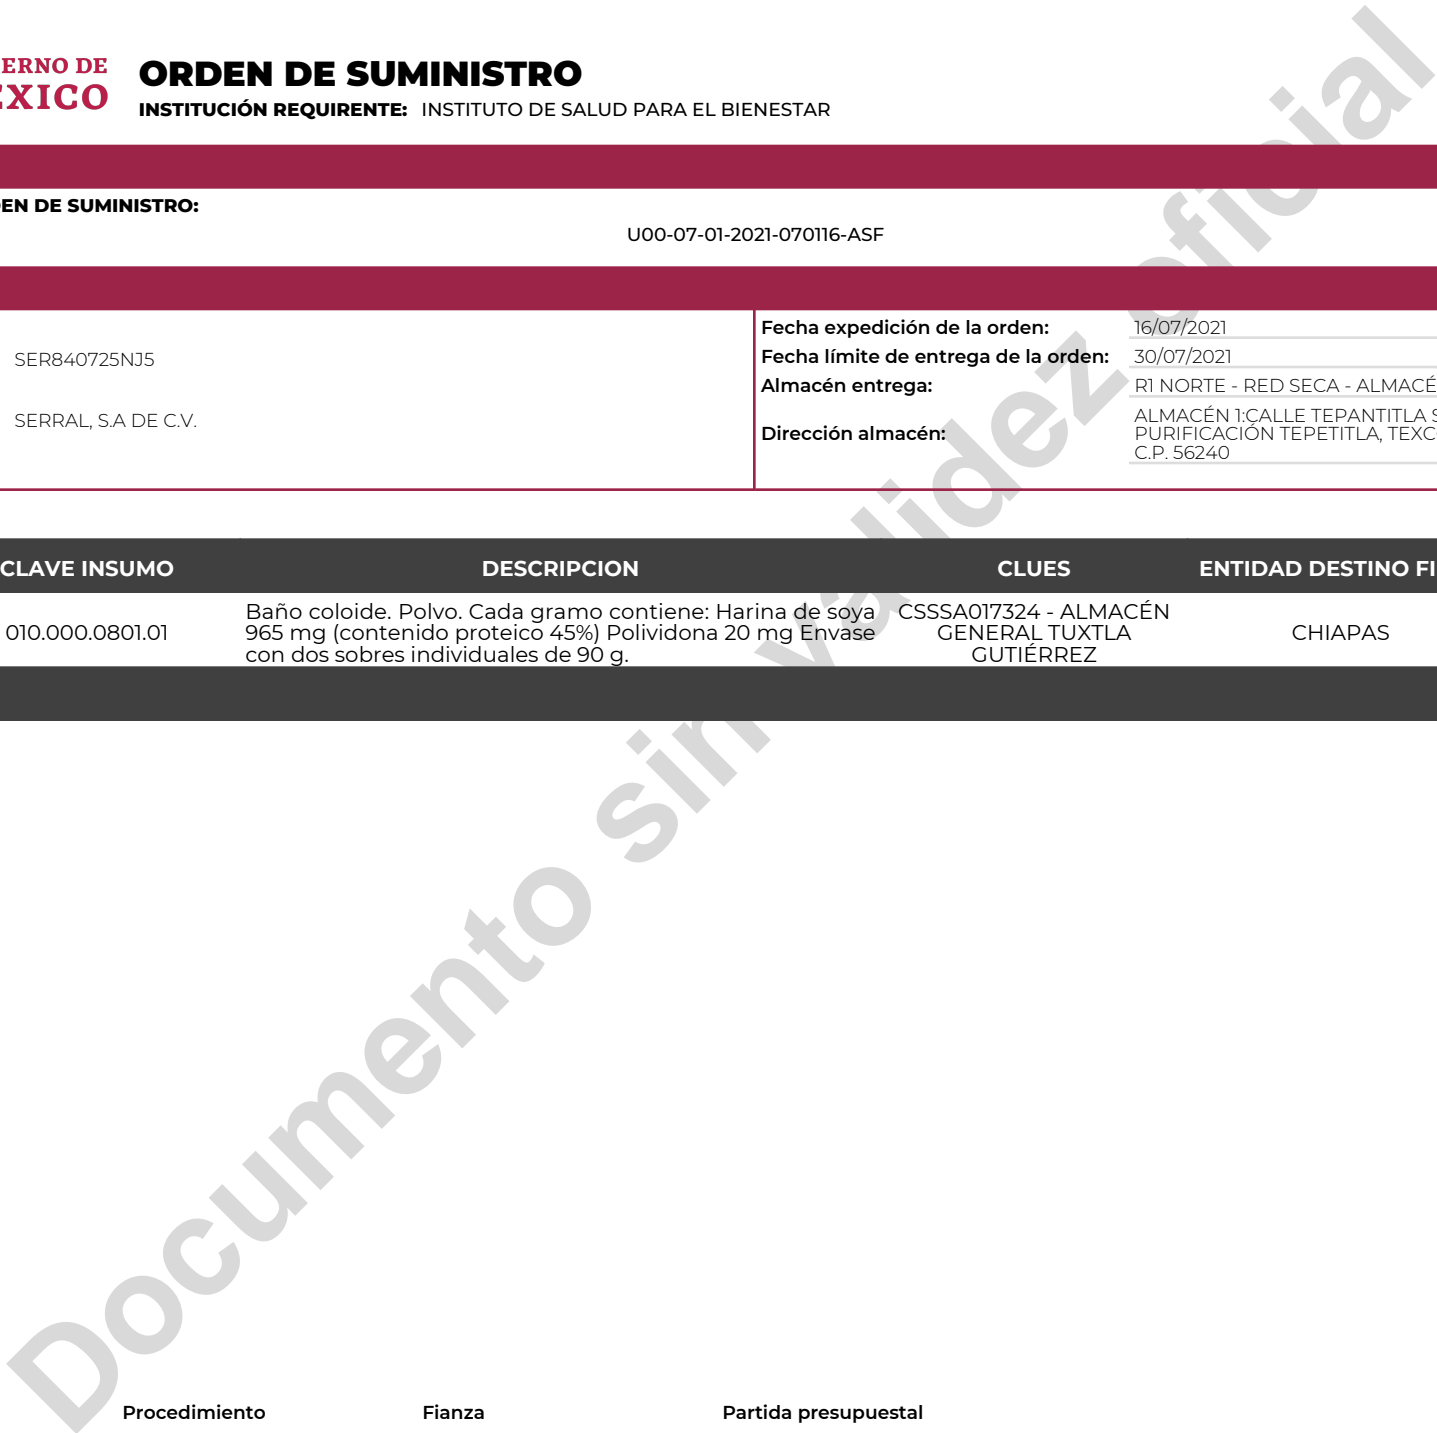 ERNO DE
EXICO
ORDEN DE SUMINISTRO
INSTITUCIÓN REQUIRENTE: INSTITUTO DE SALUD PARA EL BIENESTAR
EN DE SUMINISTRO:
U00-07-01-2021-070116-ASF
SER840725NJ5
SERRAL, S.A DE C.V.
Fecha expedición de la orden: 16/07/2021
Fecha límite de entrega de la orden: 30/07/2021
Almacén entrega: R1 NORTE - RED SECA - ALMACÉ
Dirección almacén:
ALMACÉN 1:CALLE TEPANTITLA S
PURIFICACIÓN TEPETITLA, TEXC
C.P. 56240
CLAVE INSUMO DESCRIPCION CLUES ENTIDAD DESTINO FI
010.000.0801.01
Baño coloide. Polvo. Cada gramo contiene: Harina de soya
965 mg (contenido proteico 45%) Polividona 20 mg Envase
con dos sobres individuales de 90 g.
CSSSA017324 - ALMACÉN
GENERAL TUXTLA
GUTIÉRREZ
CHIAPAS
Documento sin validez oficial
Procedimiento Fianza Partida presupuestal